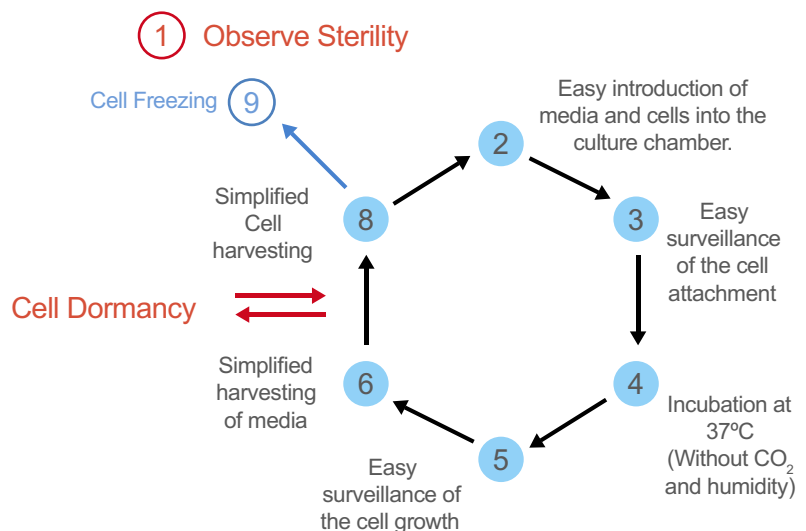 1 Observe Sterility
Cell Freezing 9
2
Easy introduction of
media and cells into the
culture chamber.
3
Easy
surveillance
of the cell
attachment
4
Incubation at
37ºC
(Without CO2
and humidity)
5
Easy
surveillance of
the cell growth
6
Simplified
harvesting
of media
Cell Dormancy
8
Simplified
Cell
harvesting